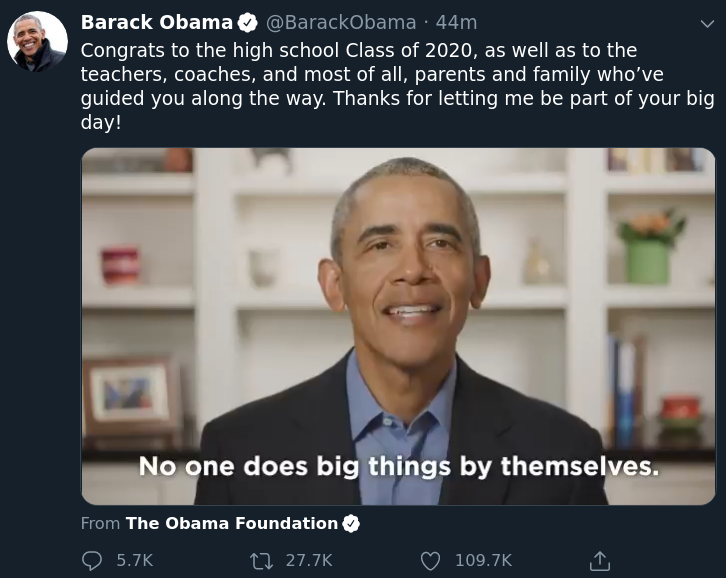 Barack Obama @BarackObama · 44m
Congrats to the high school Class of 2020, as well as to the
teachers, coaches, and most of all, parents and family who’ve
guided you along the way. Thanks for letting me be part of your big
day!
No one does big things by themselves.
From The Obama Foundation
5.7K 27.7K 109.7K